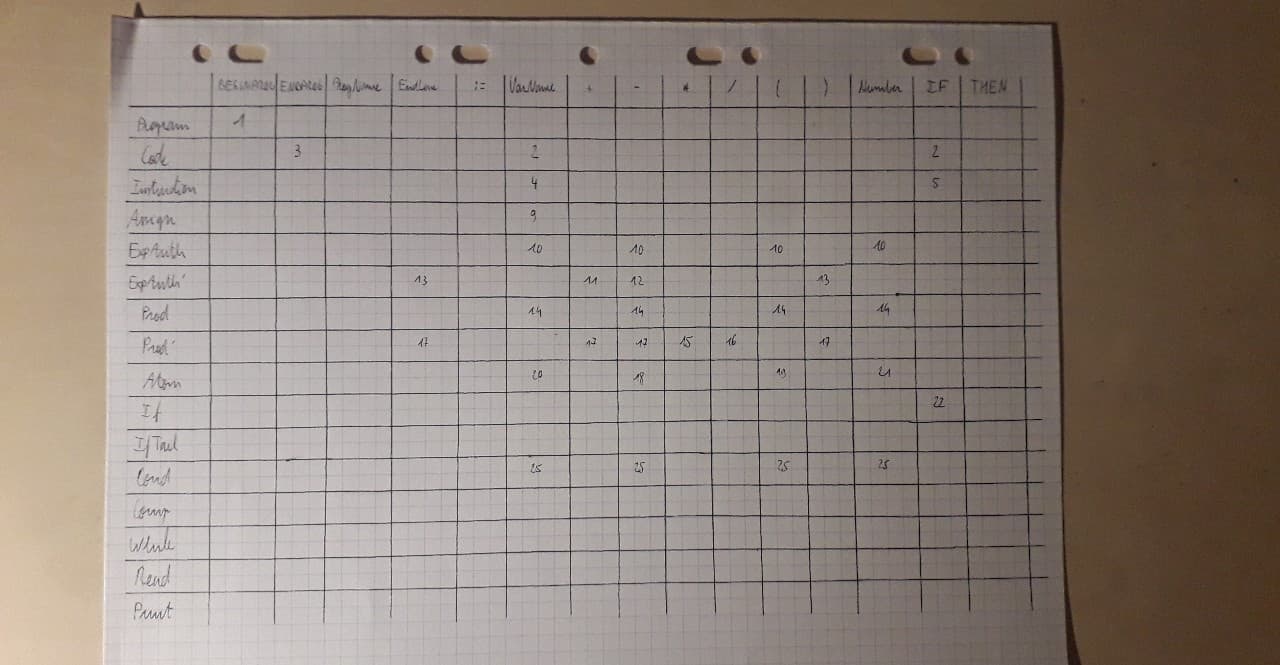 BEGINPROG ENDPROG ProgName EndLine := VarName + - * / ( ) Number IF THEN
Program 1
Code 3 2 2
Instruction 4 5
Assign 9
ExpArith 10 10 10 10
ExpArith' 13 11 12 13
Prod 14 14 14 14
Prod' 17 17 17 15 16 17
Atom 20 18 19 21
If 22
IfTail
Cond 25 25 25 25
Comp
While
Read
Print